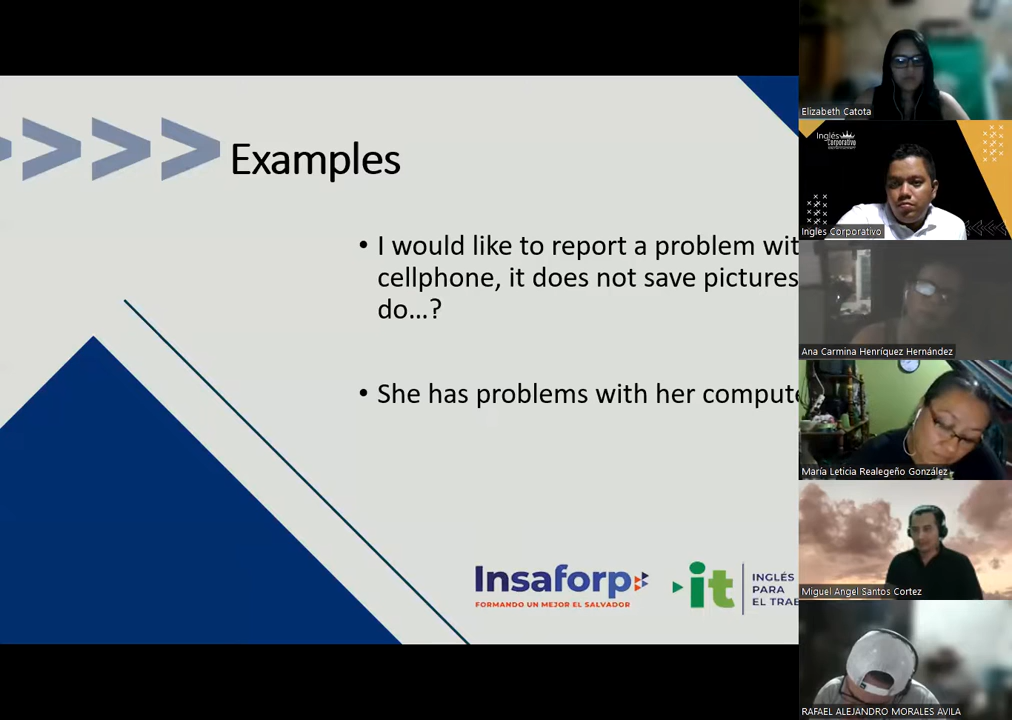 Examples
• I would like to report a problem wit
cellphone, it does not save pictures
do...?
• She has problems with her compute
Insaforp
FORMANDO UN MEJOR EL SALVADOR
it
INGLÉS
PARA
EL TRAB
Elizabeth Catota
Inglés
Corporativo
Ingles Corporativo
Ana Carmina Henríquez Hernández
María Leticia Realegeño González
Miguel Angel Santos Cortez
RAFAEL ALEJANDRO MORALES AVILA